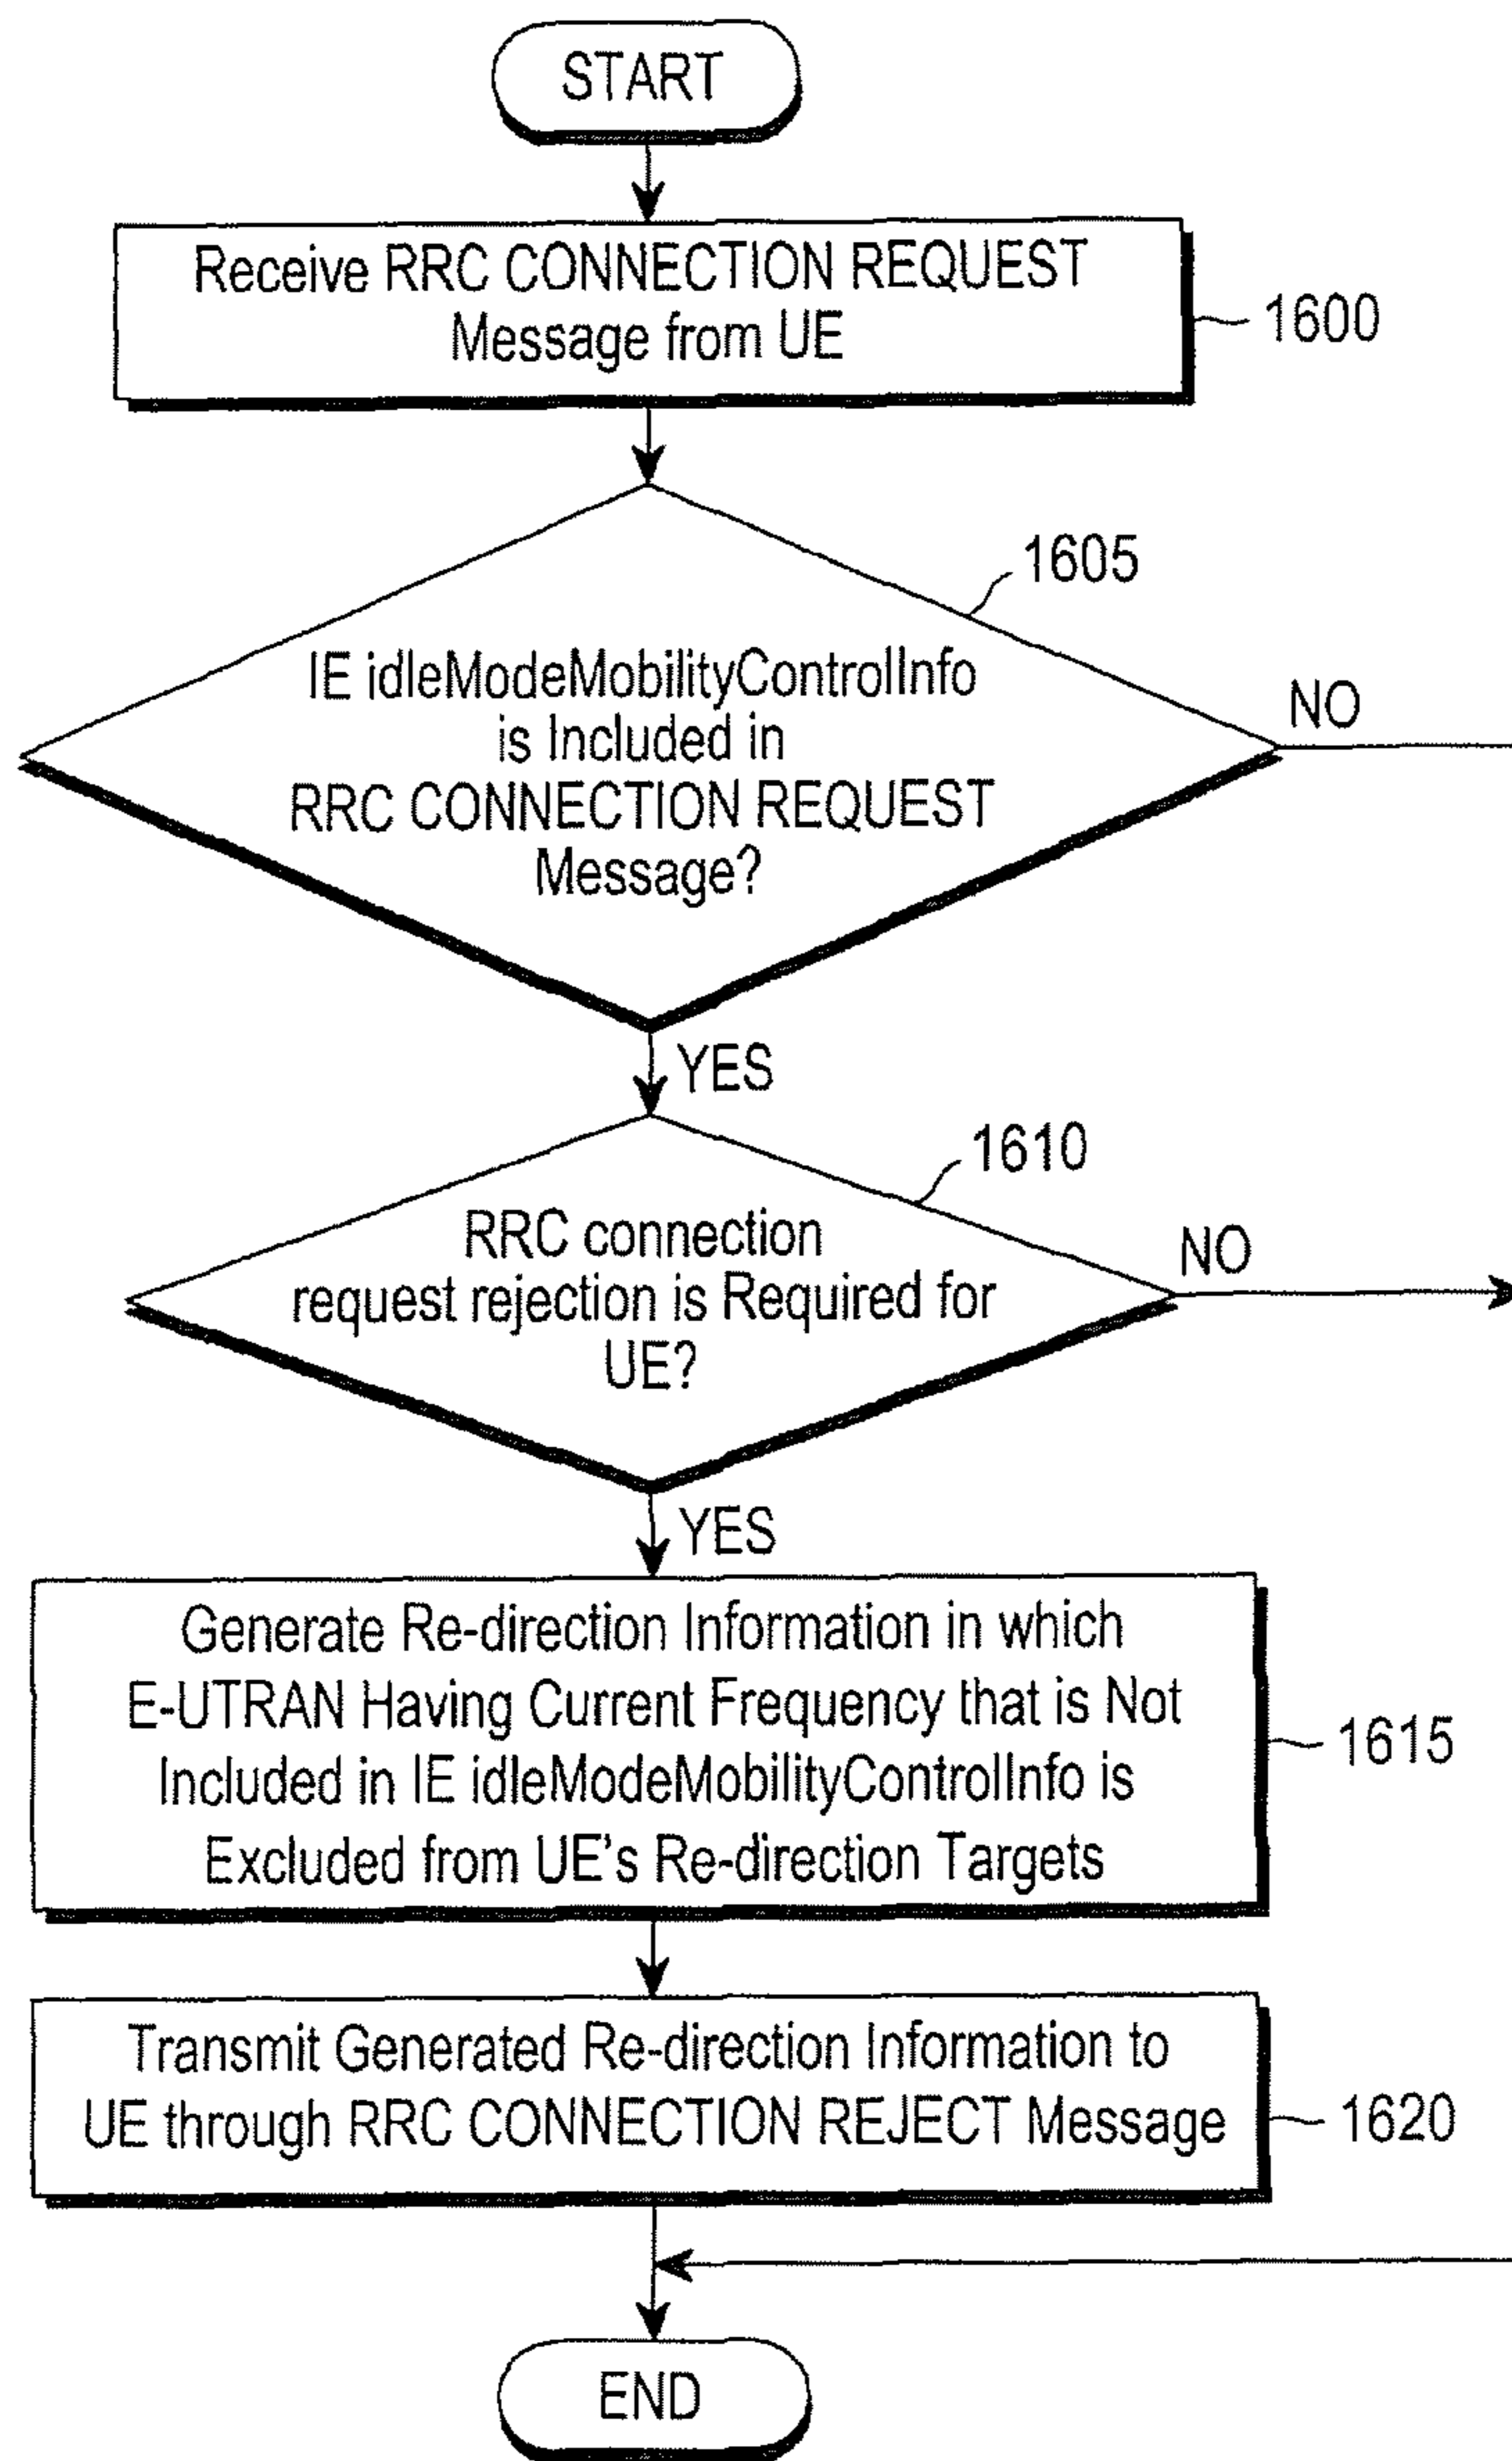 START
Receive RRC CONNECTION REQUEST
Message from UE
1600
1605
IE idleModeMobilityControlInfo
is Included in
RRC CONNECTION REQUEST
Message?
NO
YES
1610
RRC connection
request rejection is Required for
UE?
NO
YES
Generate Re-direction Information in which
E-UTRAN Having Current Frequency that is Not
Included in IE idleModeMobilityControlInfo is
Excluded from UE's Re-direction Targets
1615
Transmit Generated Re-direction Information to
UE through RRC CONNECTION REJECT Message
1620
END